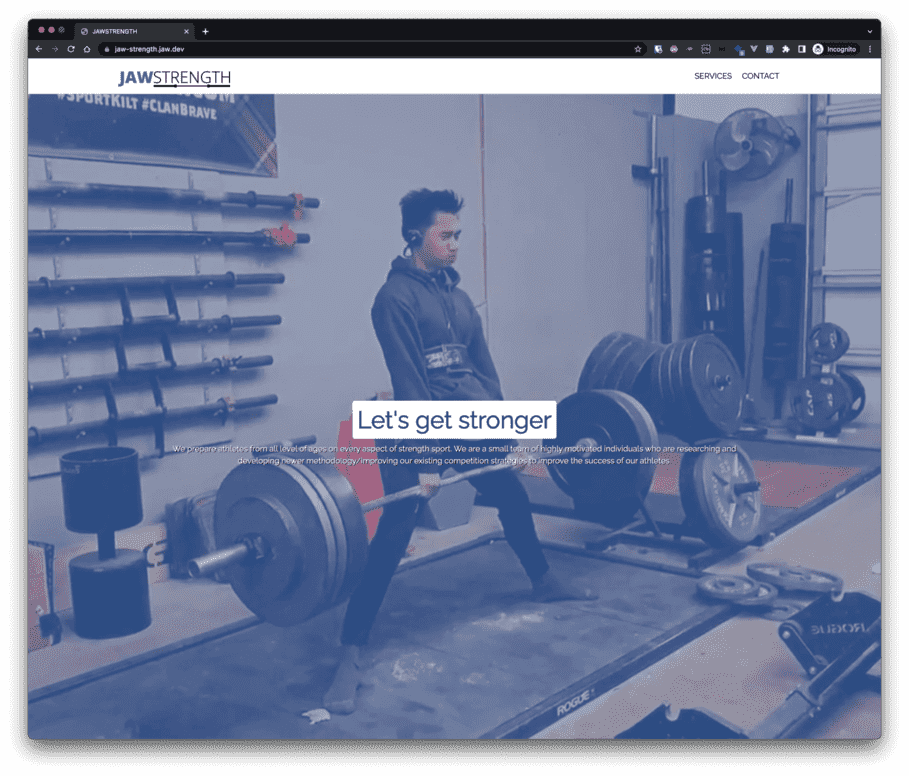 JAWSTRENGTH
jaw-strength.jaw.dev
Incognito
JAWSTRENGTH
SERVICES CONTACT
#SPORTKILT #CLANBRAVE
Let's get stronger
We prepare athletes from all level of ages on every aspect of strength sport. We are a small team of highly motivated individuals who are researching and
developing newer methodology/improving our existing competition strategies to improve the success of our athletes.
ROGUE
ROGUE